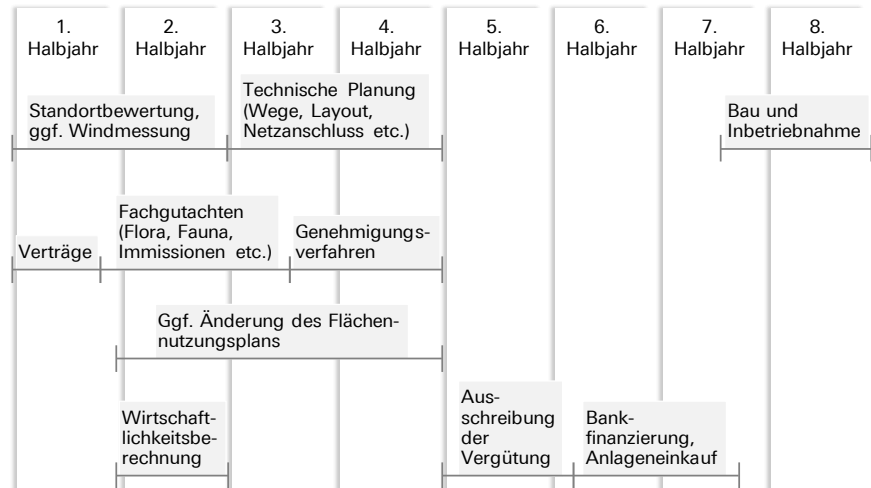 1.
Halbjahr
2.
Halbjahr
3.
Halbjahr
4.
Halbjahr
5.
Halbjahr
6.
Halbjahr
7.
Halbjahr
8.
Halbjahr
Standortbewertung,
ggf. Windmessung
Technische Planung
(Wege, Layout,
Netzanschluss etc.)
Bau und
Inbetriebnahme
Verträge
Fachgutachten
(Flora, Fauna,
Immissionen etc.)
Genehmigungs-
verfahren
Ggf. Änderung des Flächen-
nutzungsplans
Wirtschaft-
lichkeitsbe-
rechnung
Aus-
schreibung
der
Vergütung
Bank-
finanzierung,
Anlageneinkauf